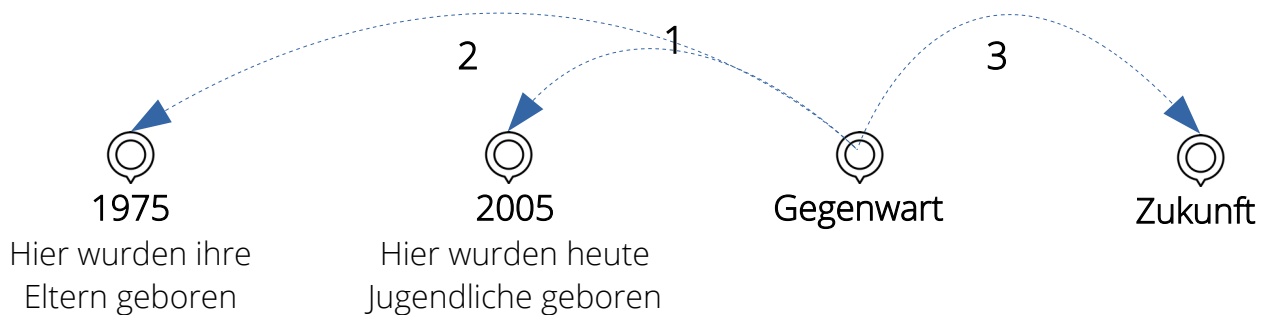 2
1
3
1975
2005
Gegenwart
Zukunft
Hier wurden ihre
Eltern geboren
Hier wurden heute
Jugendliche geboren